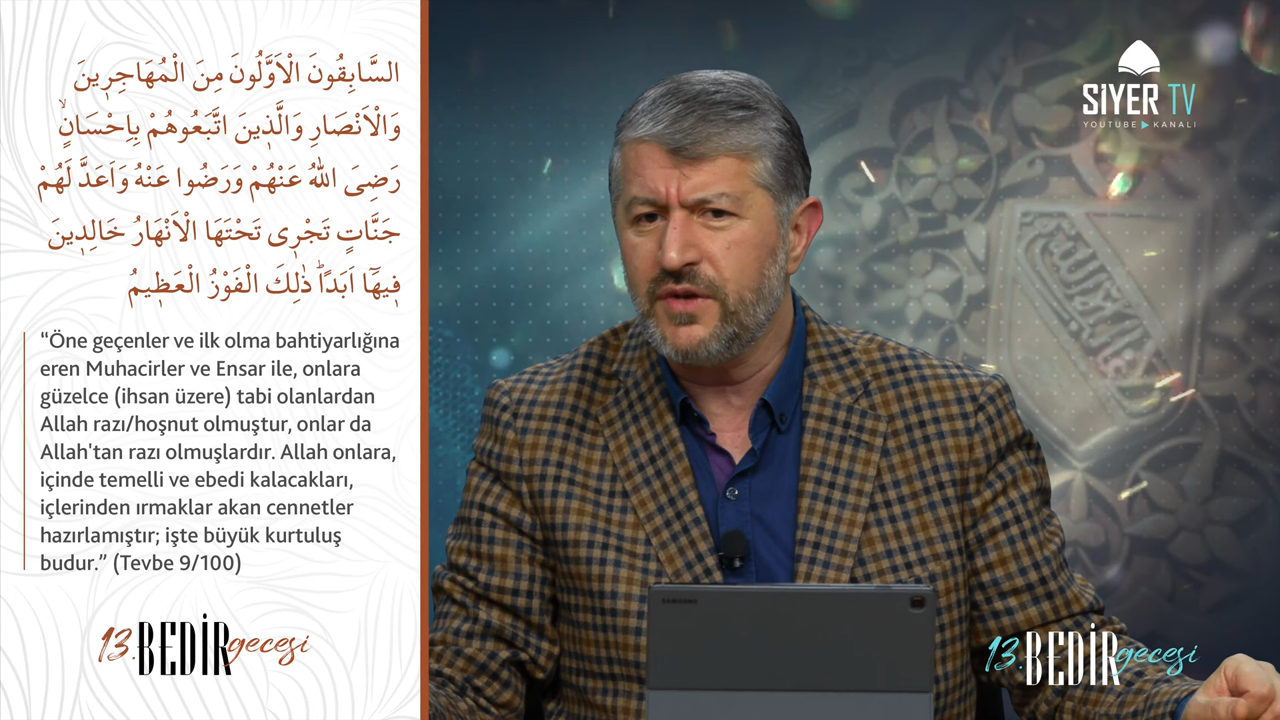 السَّابِقُونَ الْاَوَّلُونَ مِنَ الْمُهَاجِرٖينَ
وَالْاَنْصَارِ وَالَّذٖينَ اتَّبَعُوهُمْ بِاِحْسَانٍۙ
رَضِىَ اللّٰهُ عَنْهُمْ وَرَضُوا عَنْهُ وَاَعَدَّ لَهُمْ
جَنَّاتٍ تَجْرٖى تَحْتَهَا الْاَنْهَارُ خَالِدٖينَ
فٖيهَٓا اَبَدًاؕ ذٰلِكَ الْفَوْزُ الْعَظٖيمُ
“Öne geçenler ve ilk olma bahtiyarlığına
eren Muhacirler ve Ensar ile, onlara
güzelce (ihsan üzere) tabi olanlardan
Allah razı/hoşnut olmuştur, onlar da
Allah'tan razı olmuşlardır. Allah onlara,
içinde temelli ve ebedi kalacakları,
içlerinden ırmaklar akan cennetler
hazırlamıştır; işte büyük kurtuluş
budur.” (Tevbe 9/100)
13.BEDİR gecesi
SİYER TV
YOUTUBE KANALI
SAMSUNG
13.BEDİR gecesi